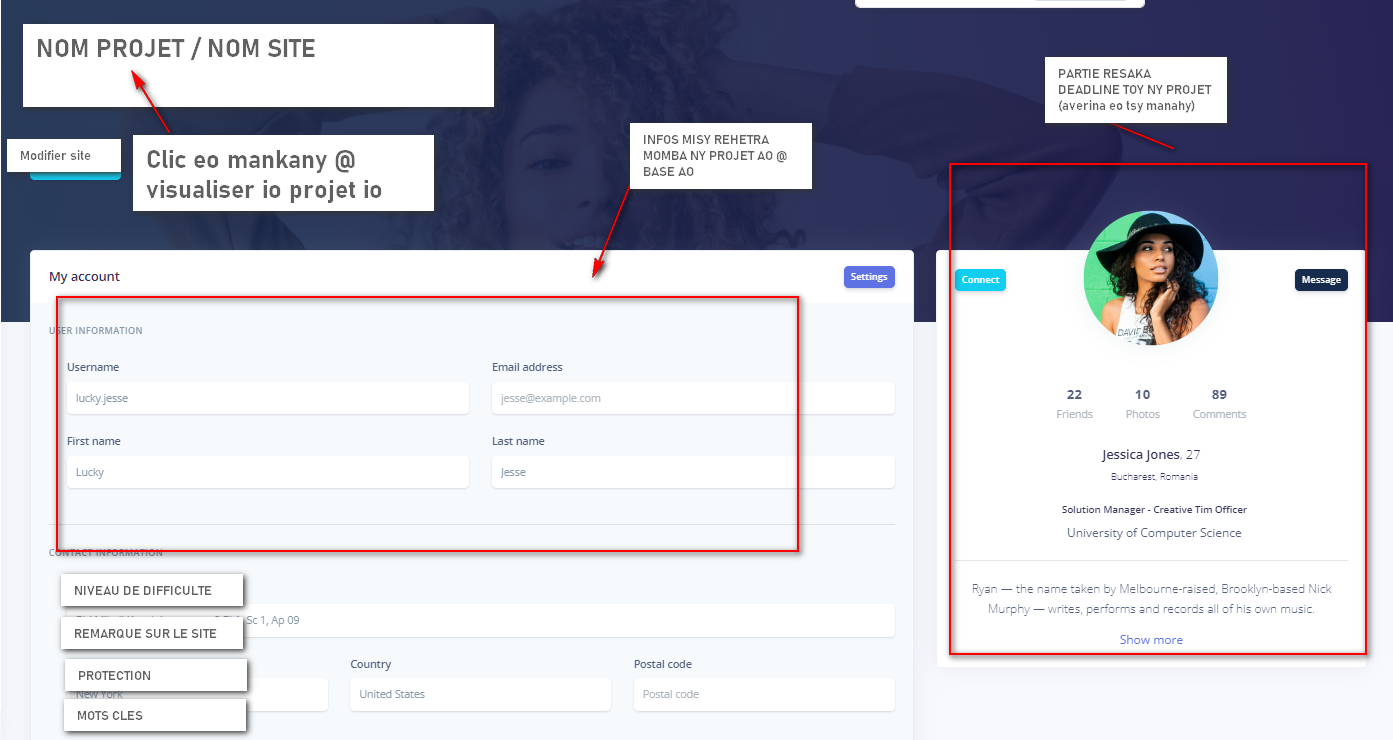 NOM PROJET / NOM SITE
PARTIE RESAKA
DEADLINE TOY NY PROJET
(averina eo tsy manahy)
Modifier site
Clic eo mankany @
visualiser io projet io
INFOS MISY REHETRA
MOMBA NY PROJET AO @
BASE AO
My account
Settings
Connect
Message
USER INFORMATION
Username
Email address
lucky.jesse
jesse@example.com
First name
Last name
Lucky
Jesse
22
10
89
Friends
Photos
Comments
Jessica Jones, 27
Bucharest, Romania
Solution Manager - Creative Tim Officer
University of Computer Science
Ryan — the name taken by Melbourne-raised, Brooklyn-based Nick
Murphy — writes, performs and records all of his own music.
Show more
CONTACT INFORMATION
NIVEAU DE DIFFICULTE
Sc 1, Ap 09
REMARQUE SUR LE SITE
PROTECTION
Country
Postal code
New York
United States
Postal code
MOTS CLES